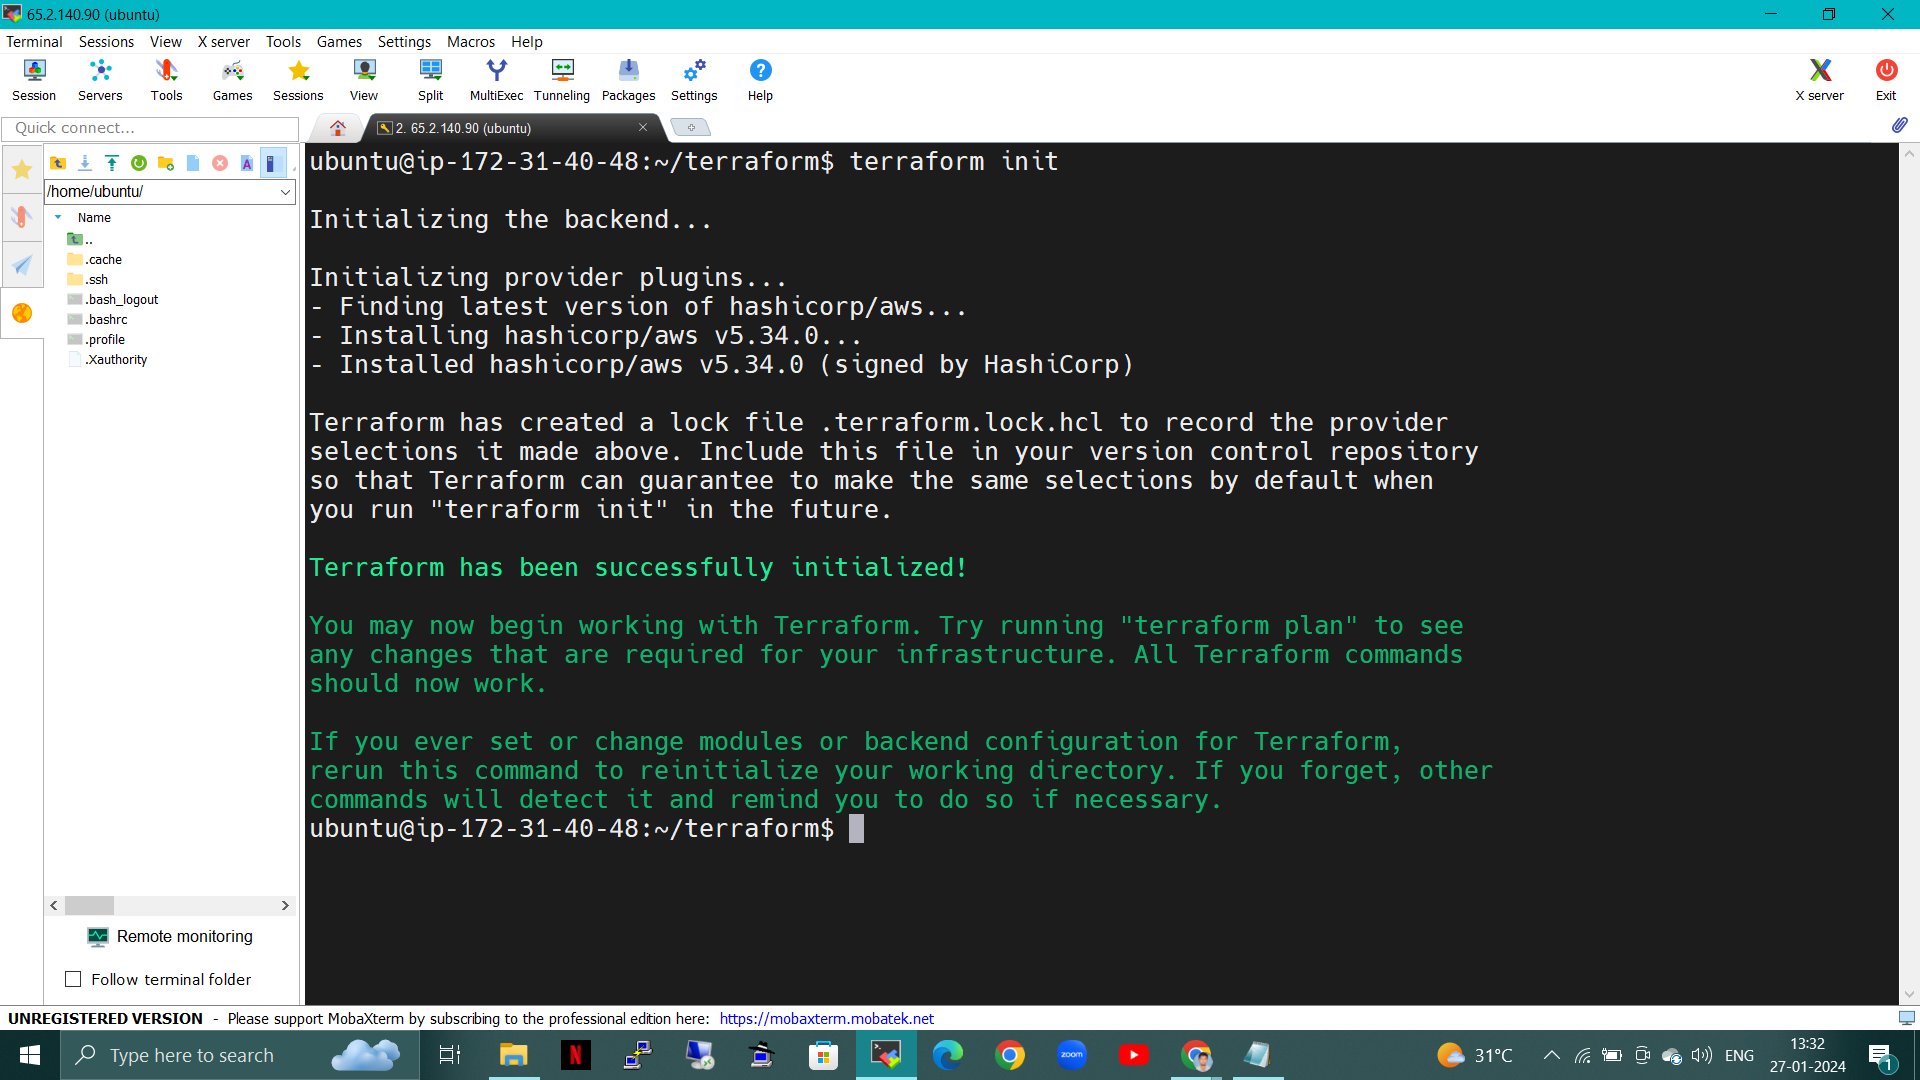 65.2.140.90 (ubuntu)
Terminal Sessions View X server Tools Games Settings Macros Help
Session Servers Tools Games Sessions View Split MultiExec Tunneling Packages Settings Help X server Exit
Quick connect...
2. 65.2.140.90 (ubuntu)
/home/ubuntu/
Name
..
.cache
.ssh
.bash_logout
.bashrc
.profile
.Xauthority
Remote monitoring
Follow terminal folder
ubuntu@ip-172-31-40-48:~/terraform$ terraform init
Initializing the backend...
Initializing provider plugins...
- Finding latest version of hashicorp/aws...
- Installing hashicorp/aws v5.34.0...
- Installed hashicorp/aws v5.34.0 (signed by HashiCorp)
Terraform has created a lock file .terraform.lock.hcl to record the provider
selections it made above. Include this file in your version control repository
so that Terraform can guarantee to make the same selections by default when
you run "terraform init" in the future.
Terraform has been successfully initialized!
You may now begin working with Terraform. Try running "terraform plan" to see
any changes that are required for your infrastructure. All Terraform commands
should now work.
If you ever set or change modules or backend configuration for Terraform,
rerun this command to reinitialize your working directory. If you forget, other
commands will detect it and remind you to do so if necessary.
ubuntu@ip-172-31-40-48:~/terraform$
UNREGISTERED VERSION - Please support MobaXterm by subscribing to the professional edition here: https://mobaxterm.mobatek.net
Type here to search
N
zoom
31°C
ENG
13:32
27-01-2024
1